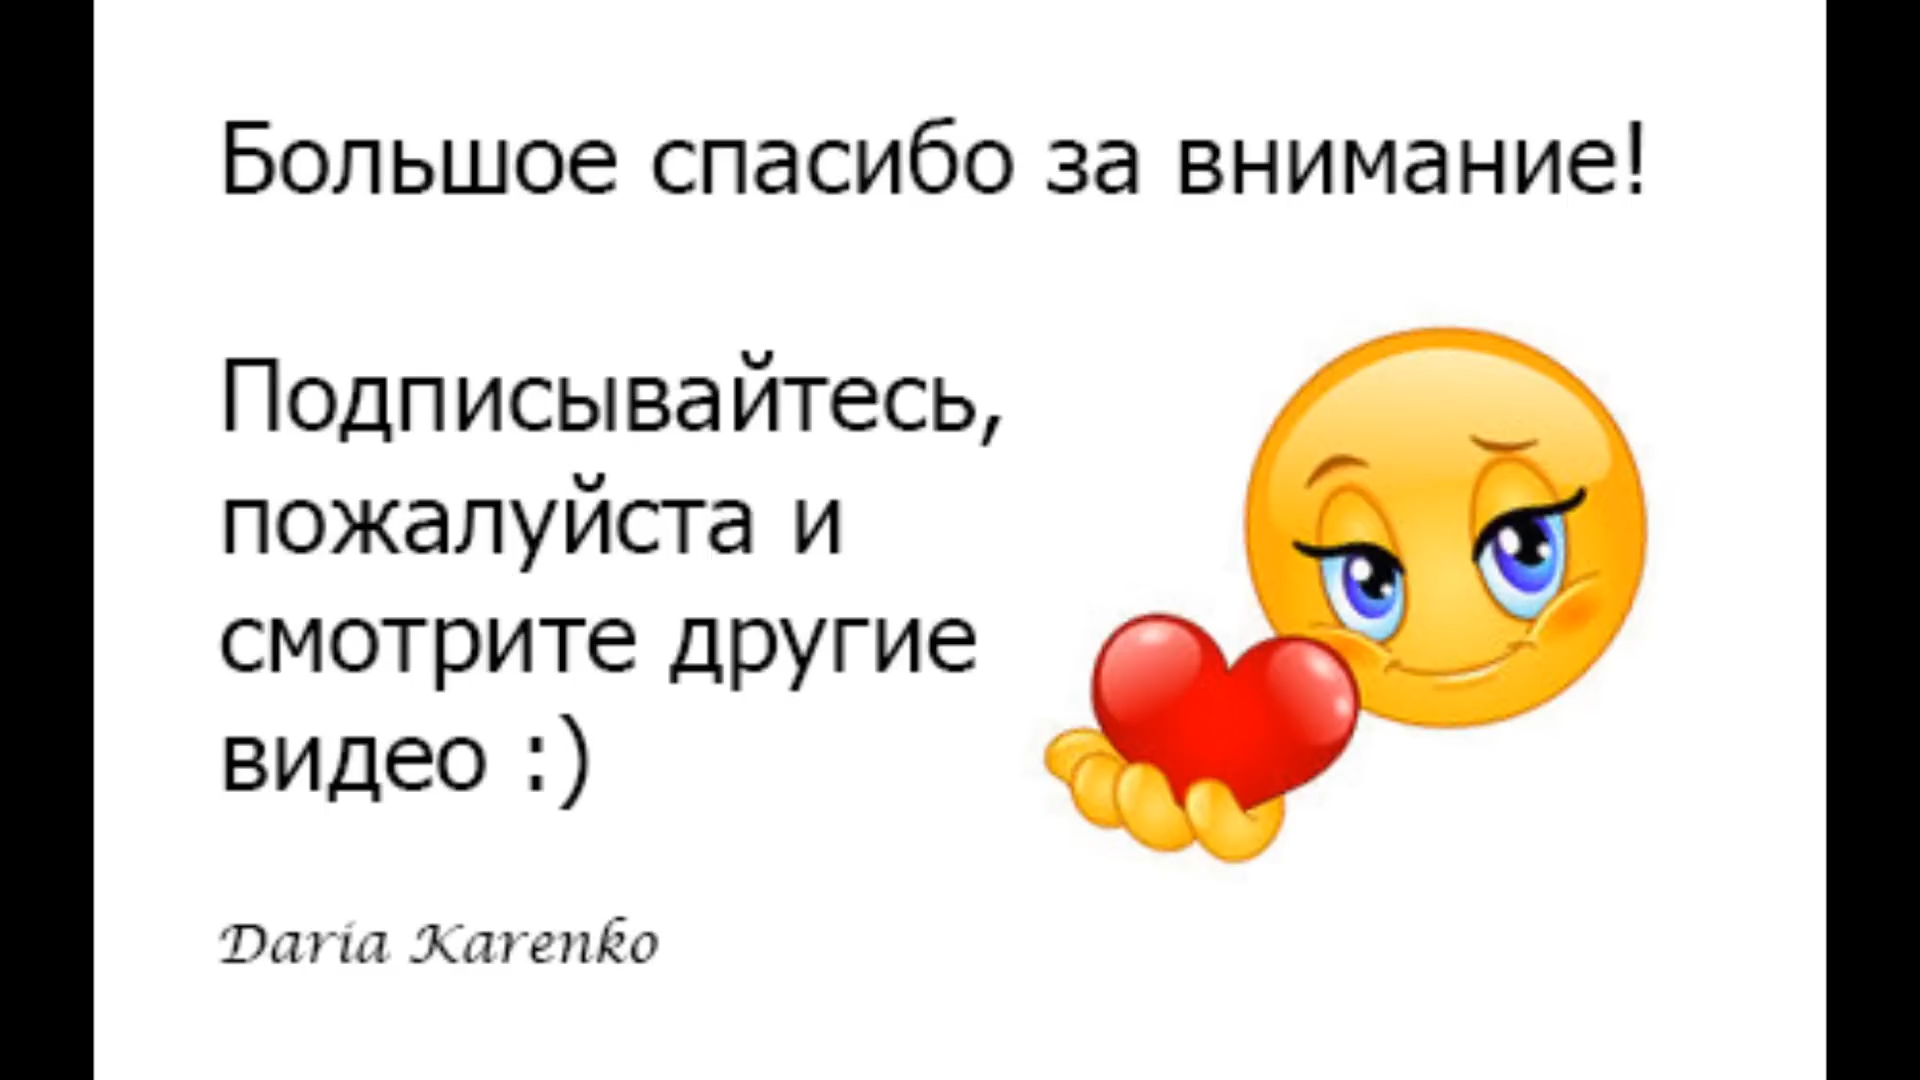 Большое спасибо за внимание!
Подписывайтесь,
пожалуйста и
смотрите другие
видео :)
Daria Karenko